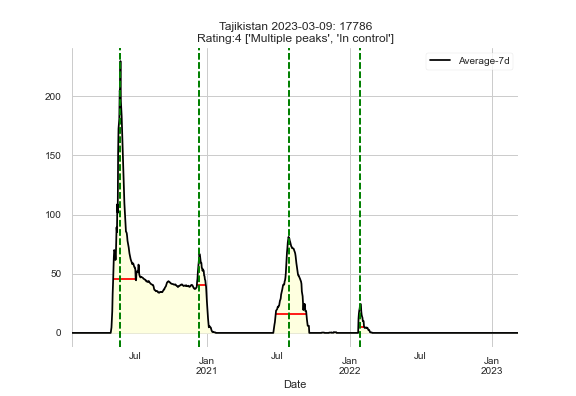 Tajikistan 2023-03-09: 17786
Rating:4 ['Multiple peaks', 'In control']
Average-7d
200
150
100
50
0
Jul
Jan
2021
Jul
Jan
2022
Jul
Jan
2023
Date